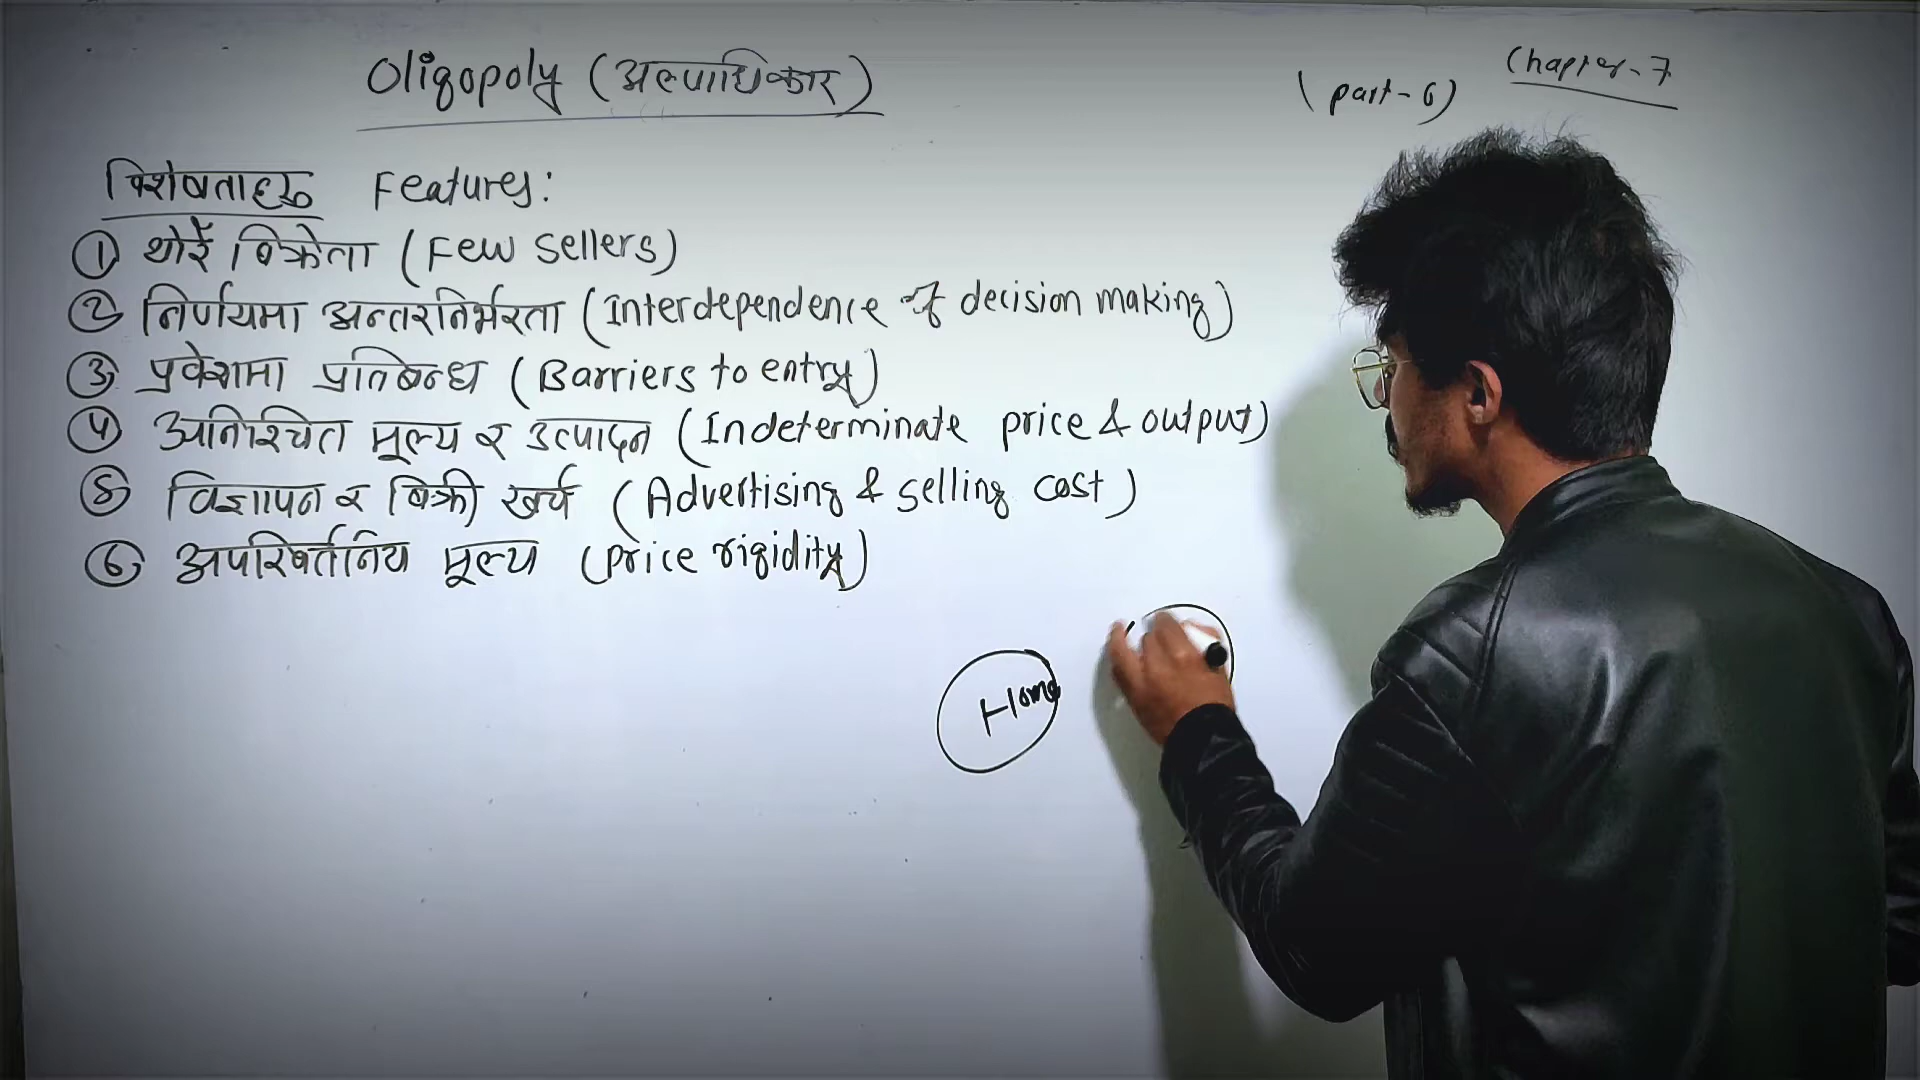 Oligopoly (अल्पाधिकार)
(part-6)
Chapter-7
विशेषताहरू Features:
① थोरै विक्रेता (Few Sellers)
② निर्णयमा अन्तरनिर्भरता (Interdependence of decision making)
③ प्रवेशमा प्रतिबन्ध (Barriers to entry)
④ अनिश्चित मूल्य र उत्पादन (Indeterminate price & output)
⑤ विज्ञापन र बिक्री खर्च (Advertising & selling cost)
⑥ अपरिवर्तनिय मूल्य (price rigidity)
Homo